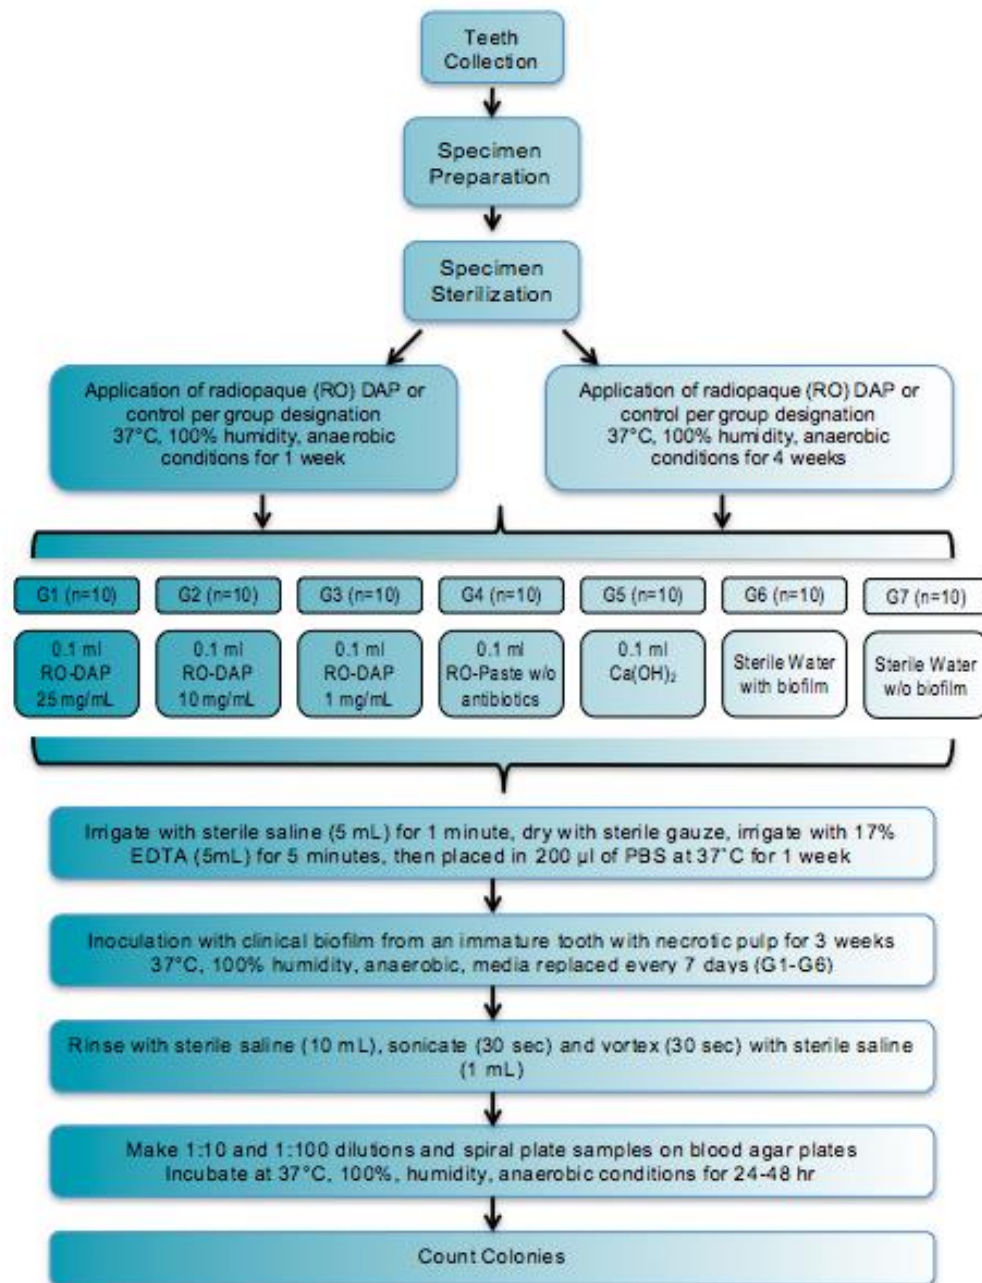 Teeth
Collection
Specimen
Preparation
Specimen
Sterilization
Application of radiopaque (RO) DAP or
control per group designation
37°C, 100% humidity, anaerobic
conditions for 1 week
Application of radiopaque (RO) DAP or
control per group designation
37°C, 100% humidity, anaerobic
conditions for 4 weeks
G1 (n=10)
G2 (n=10)
G3 (n=10)
G4 (n=10)
G5 (n=10)
G6 (n=10)
G7 (n=10)
0.1 ml
RO-DAP
25 mg/mL
0.1 ml
RO-DAP
10 mg/mL
0.1 ml
RO-DAP
1 mg/mL
0.1 ml
RO-Paste w/o
antibiotics
0.1 ml
Ca(OH)₂
Sterile Water
with biofilm
Sterile Water
w/o biofilm
Irrigate with sterile saline (5 mL) for 1 minute, dry with sterile gauze, irrigate with 17%
EDTA (5mL) for 5 minutes, then placed in 200 µl of PBS at 37˚C for 1 week
Inoculation with clinical biofilm from an immature tooth with necrotic pulp for 3 weeks
37°C, 100% humidity, anaerobic, media replaced every 7 days (G1-G6)
Rinse with sterile saline (10 mL), sonicate (30 sec) and vortex (30 sec) with sterile saline
(1 mL)
Make 1:10 and 1:100 dilutions and spiral plate samples on blood agar plates
Incubate at 37°C, 100%, humidity, anaerobic conditions for 24-48 hr
Count Colonies